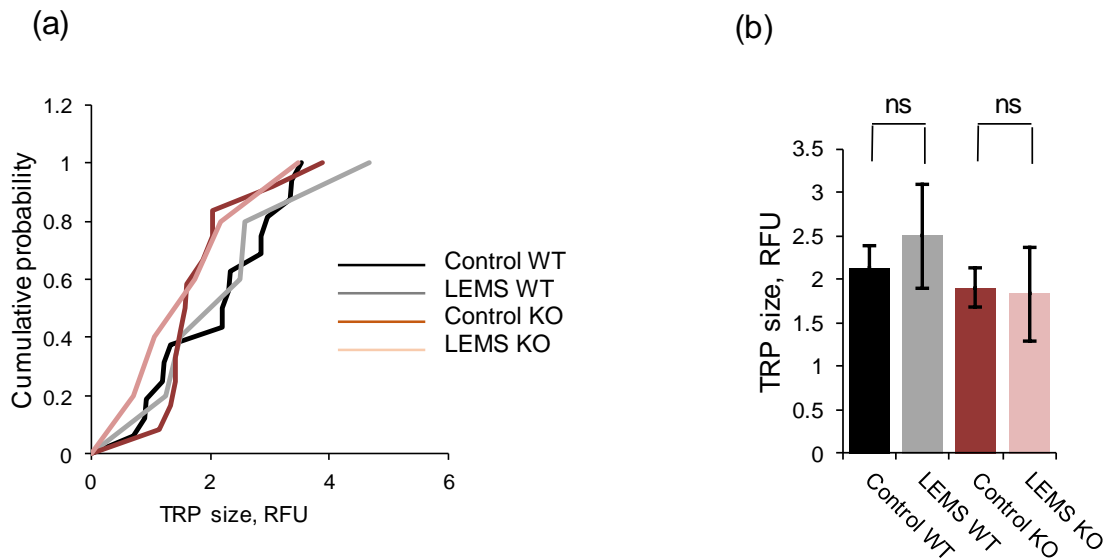 (a)
Cumulative probability
1.2
1
0.8
0.6
0.4
0.2
0
0
2
4
6
TRP size, RFU
Control WT
LEMS WT
Control KO
LEMS KO
(b)
ns
ns
TRP size, RFU
3.5
3
2.5
2
1.5
1
0.5
0
Control WT
LEMS WT
Control KO
LEMS KO